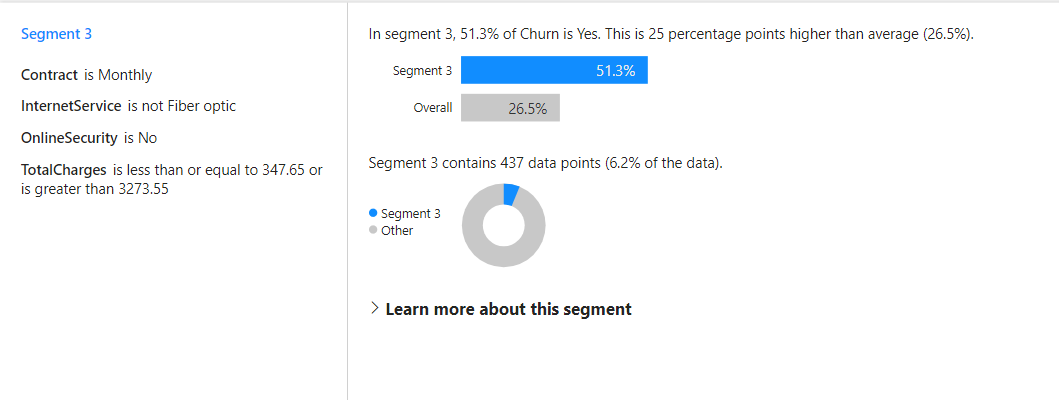 Segment 3
Contract is Monthly
InternetService is not Fiber optic
OnlineSecurity is No
TotalCharges is less than or equal to 347.65 or
is greater than 3273.55
In segment 3, 51.3% of Churn is Yes. This is 25 percentage points higher than average (26.5%).
Segment 3 51.3%
Overall 26.5%
Segment 3 contains 437 data points (6.2% of the data).
Segment 3
Other
Learn more about this segment